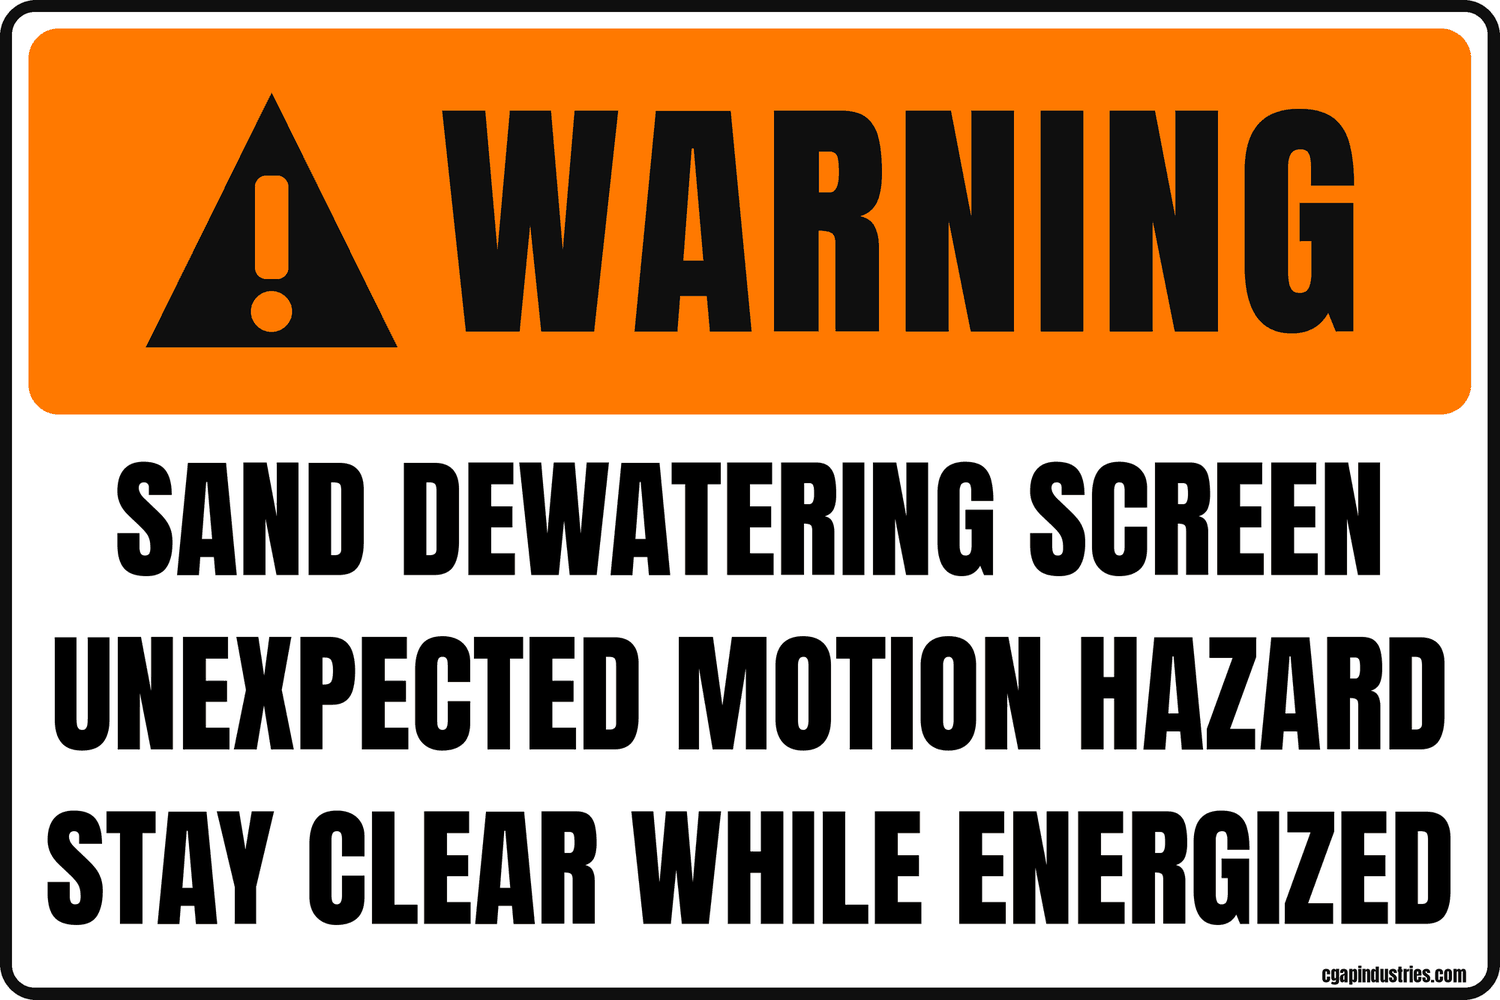 WARNING
SAND DEWATERING SCREEN
UNEXPECTED MOTION HAZARD
STAY CLEAR WHILE ENERGIZED
cgapindustries.com